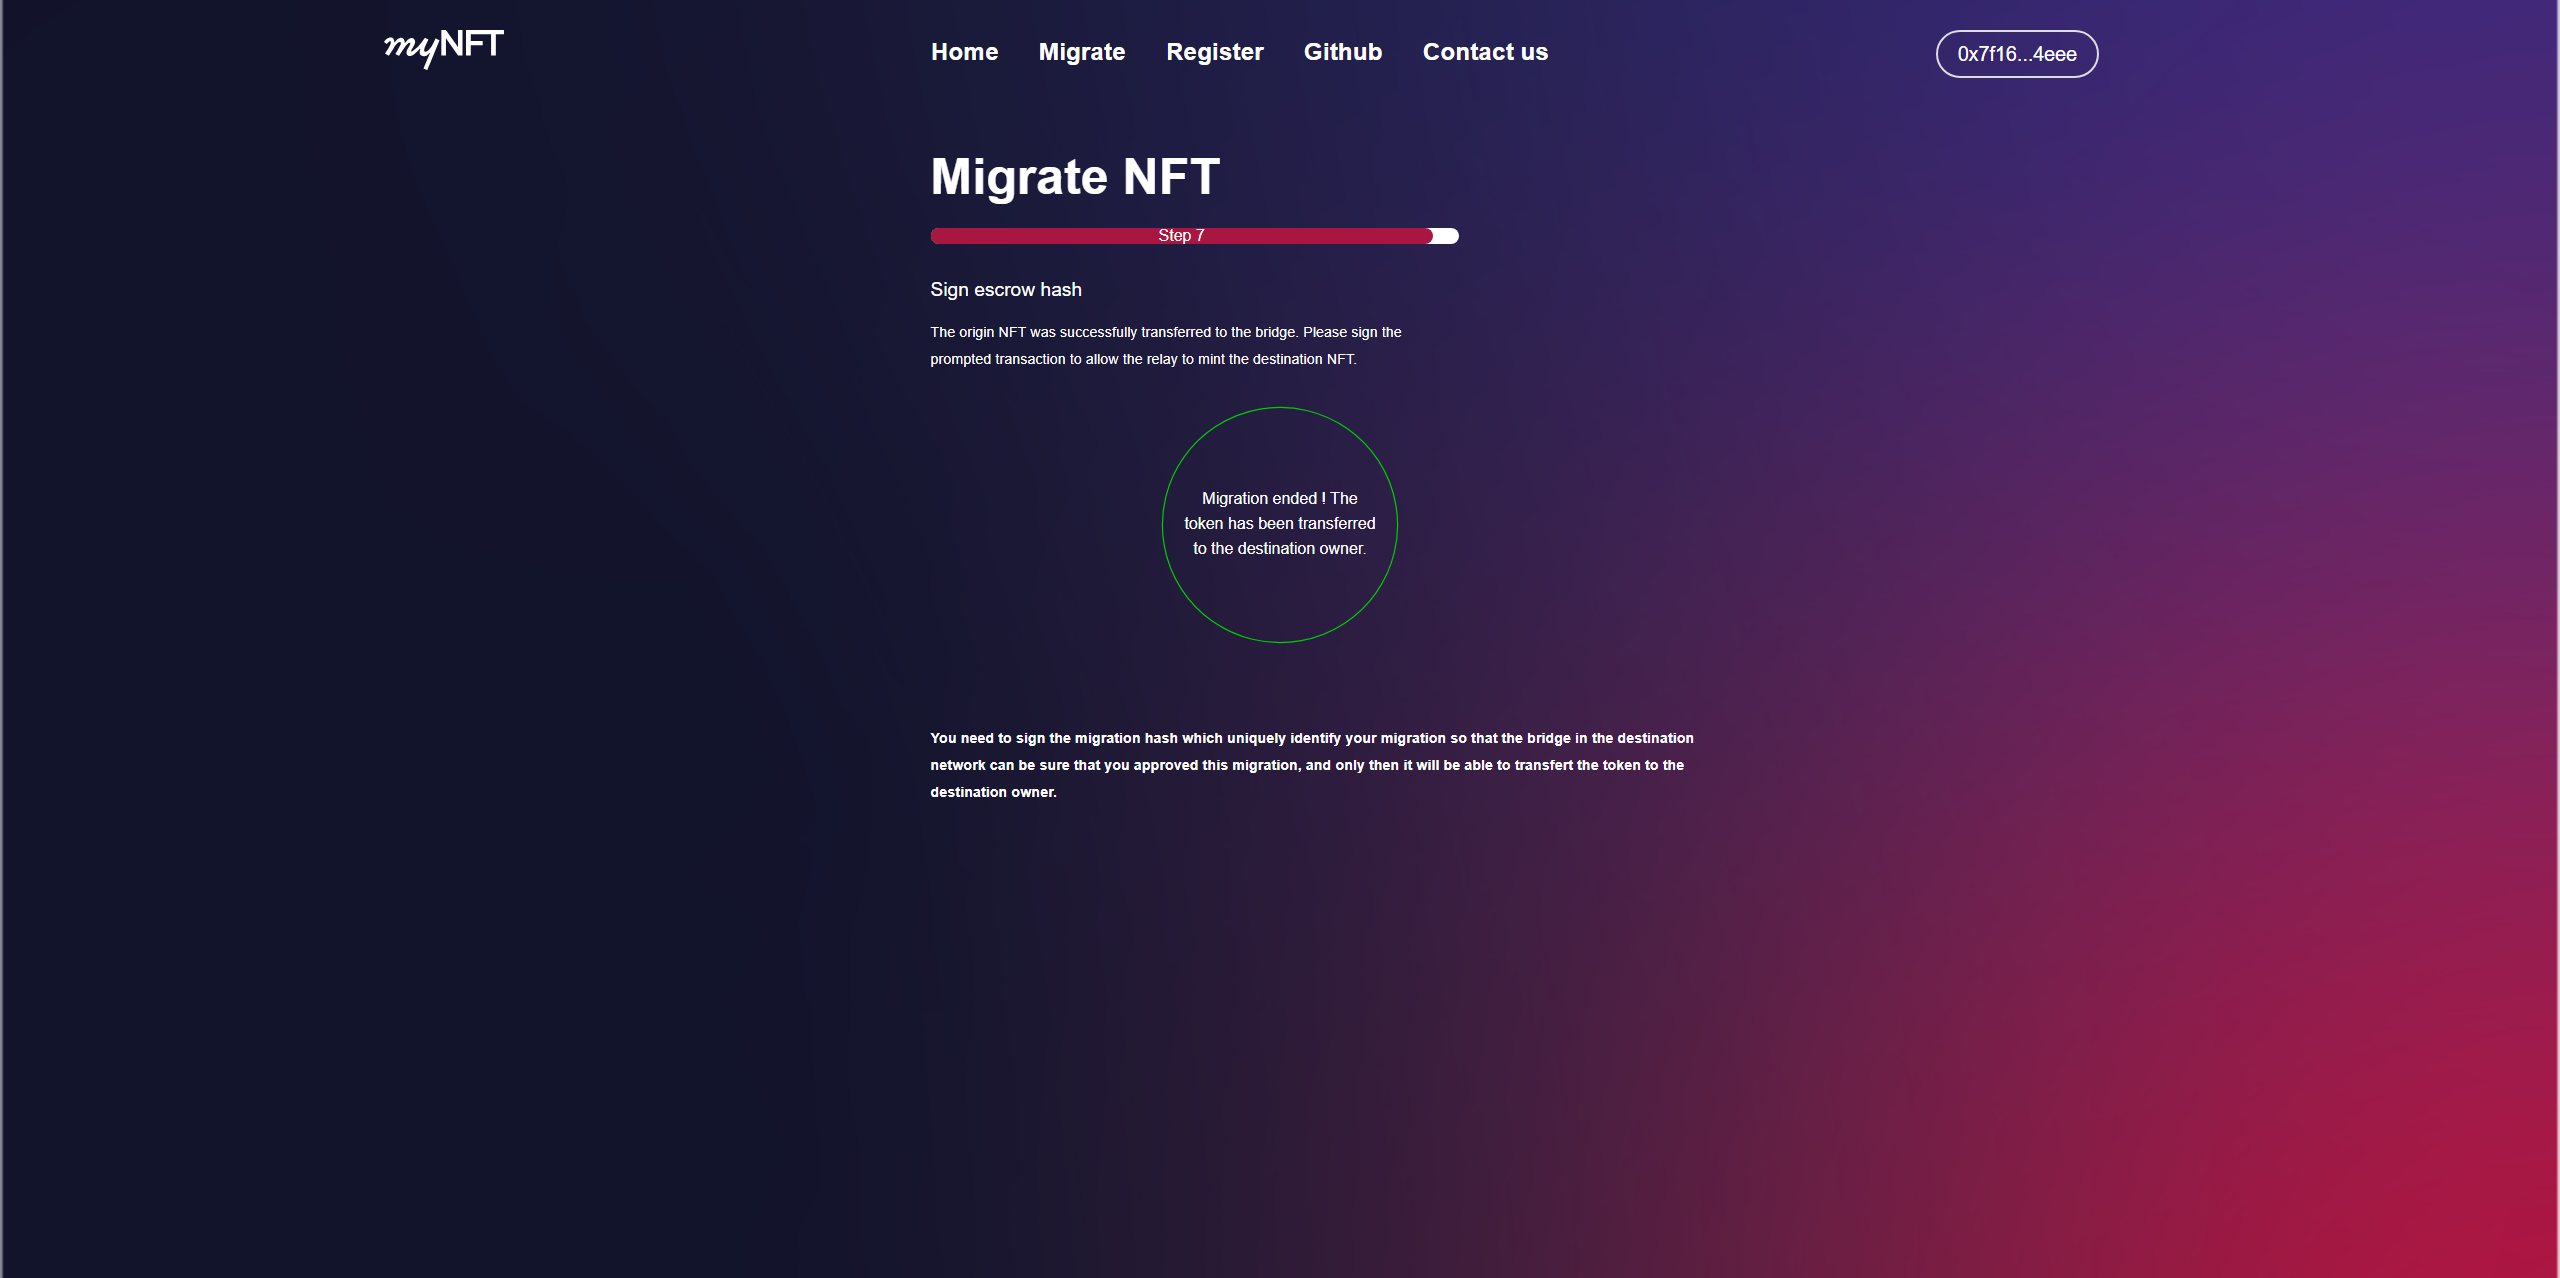 myNFT
Home Migrate Register Github Contact us
0x7f16...4eee
Migrate NFT
Step 7
Sign escrow hash
The origin NFT was successfully transferred to the bridge. Please sign the
prompted transaction to allow the relay to mint the destination NFT.
Migration ended ! The
token has been transferred
to the destination owner.
You need to sign the migration hash which uniquely identify your migration so that the bridge in the destination
network can be sure that you approved this migration, and only then it will be able to transfert the token to the
destination owner.